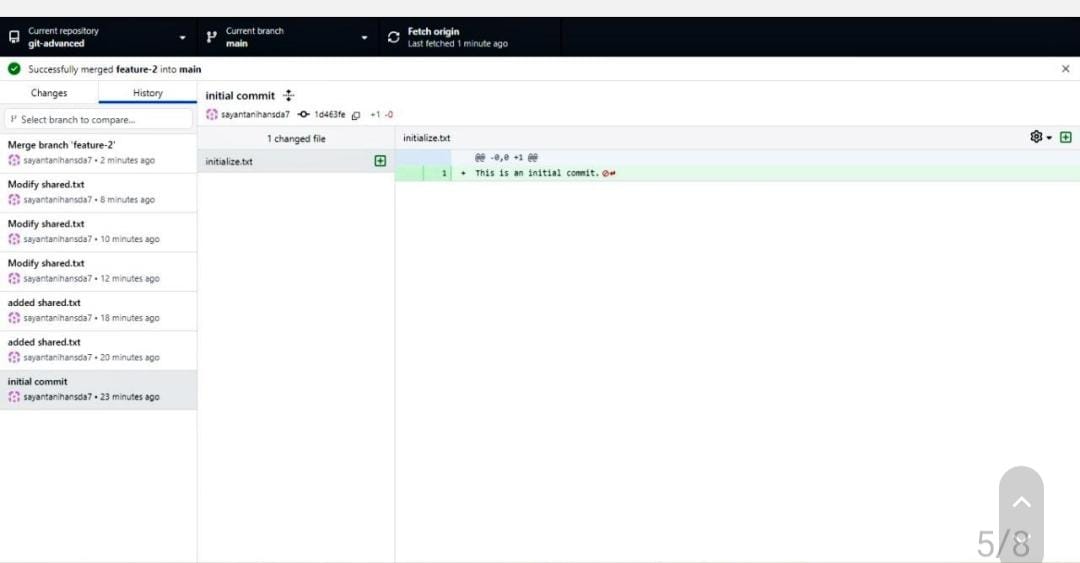 Current repository
git-advanced
Current branch
main
Fetch origin
Last fetched 1 minute ago
Successfully merged feature-2 into main
Changes
History
Select branch to compare...
Merge branch 'feature-2'
sayantanihansda7 • 2 minutes ago
Modify shared.txt
sayantanihansda7 • 8 minutes ago
Modify shared.txt
sayantanihansda7 • 10 minutes ago
Modify shared.txt
sayantanihansda7 • 12 minutes ago
added shared.txt
sayantanihansda7 • 18 minutes ago
added shared.txt
sayantanihansda7 • 20 minutes ago
initial commit
sayantanihansda7 • 23 minutes ago
initial commit
sayantanihansda7 1d463fe +1 -0
1 changed file
initialize.txt
initialize.txt
@@ -0,0 +1 @@
1 + This is an initial commit.
5/8